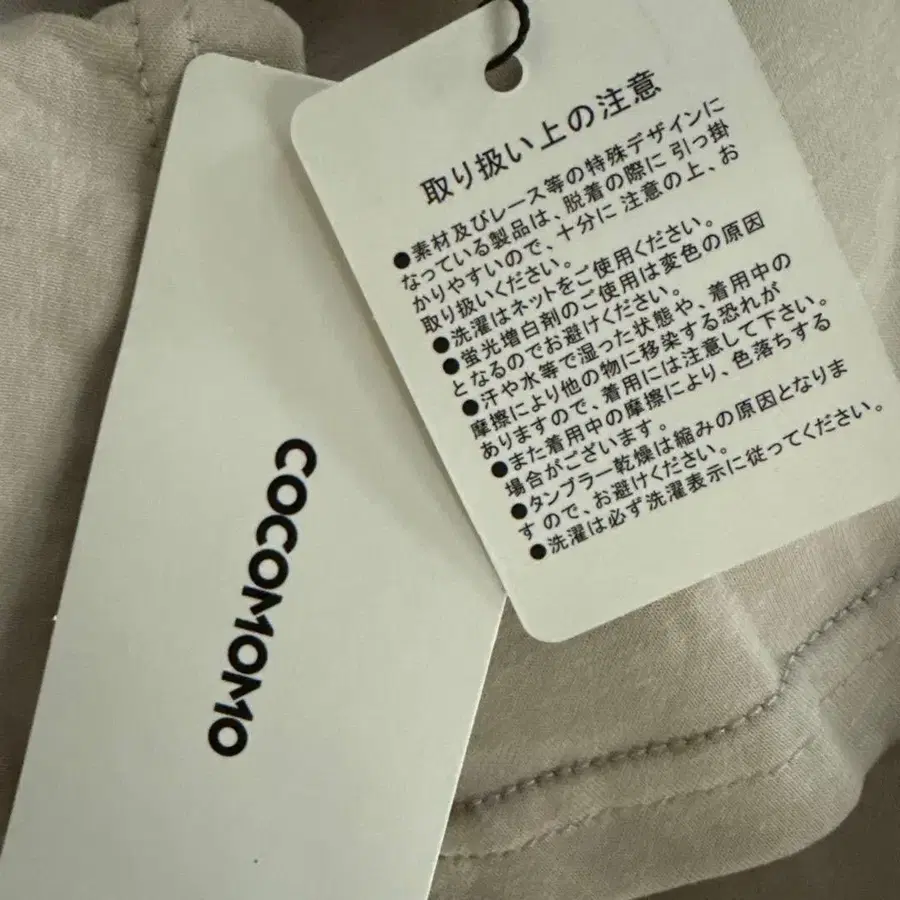 取り扱い上の注意
●素材及びレース等の特殊デザインに
なっている製品は、脱着の際に 引っ掛
かりやすいので、十分に 注意の上、お
取り扱いください。
●洗濯はネットをご使用ください。
●蛍光増白剤のご使用は変色の原因
となるのでお避けください。
●汗や水等で湿った状態や、着用中の
摩擦により他の物に移染する恐れが
ありますので、着用には注意して下さい。
●また着用中の摩擦により、色落ちする
場合がございます。
●タンブラー乾燥は縮みの原因となりま
す ので、お避けください。
●洗濯は必ず洗濯表示に従ってください。
COCOMOMO